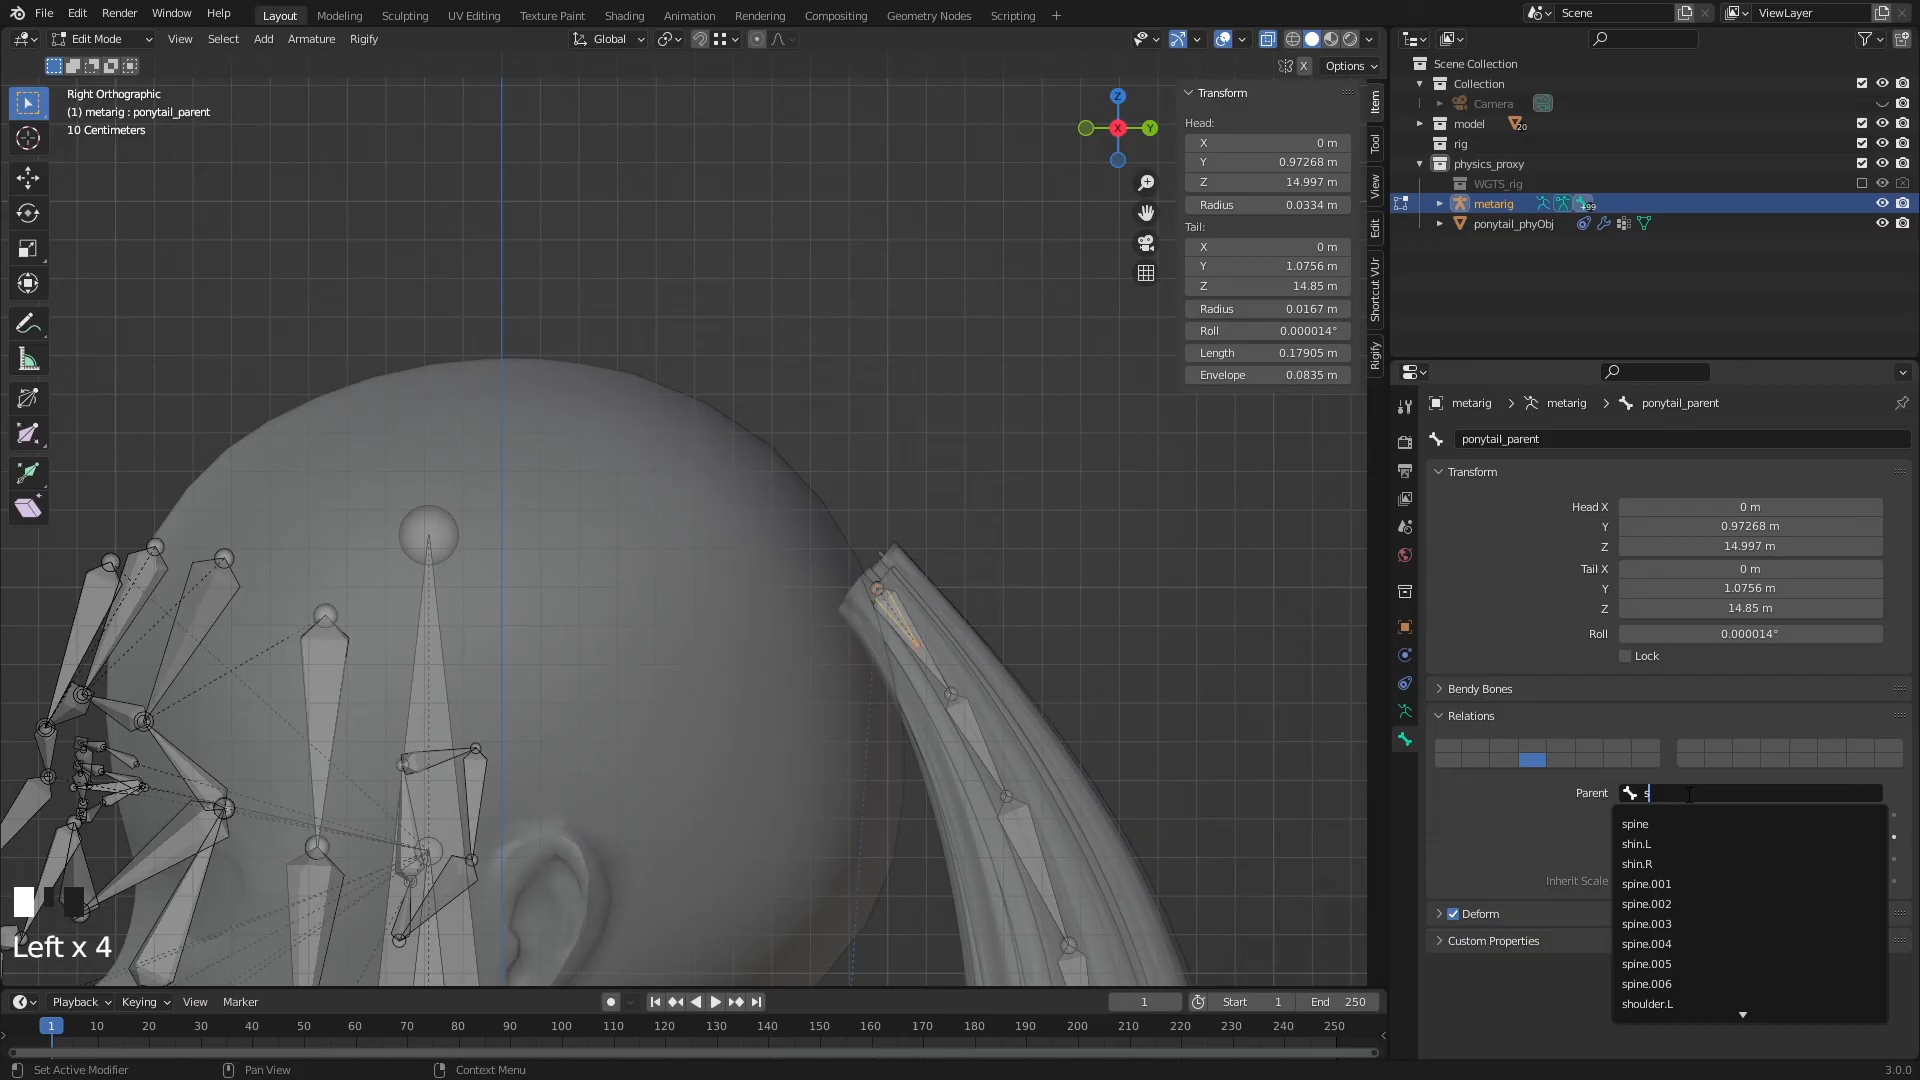 File Edit Render Window Help Layout Modeling Sculpting UV Editing Texture Paint Shading Animation Rendering Compositing Geometry Nodes Scripting + Scene ViewLayer
Edit Mode View Select Add Armature Rigify Global
X Options
Right Orthographic
(1) metarig : ponytail_parent
10 Centimeters
Z
Y
X
Transform
Head:
X 0 m
Y 0.97268 m
Z 14.997 m
Radius 0.0334 m
Tail:
X 0 m
Y 1.0756 m
Z 14.85 m
Radius 0.0167 m
Roll 0.000014°
Length 0.17905 m
Envelope 0.0835 m
Item
Tool
View
Edit
Shortcut VUr
Rigify
Scene Collection
Collection
Camera
model 20
rig
physics_proxy
WGTS_rig
metarig +99
ponytail_phyObj
metarig metarig ponytail_parent
ponytail_parent
Transform
Head X 0 m
Y 0.97268 m
Z 14.997 m
Tail X 0 m
Y 1.0756 m
Z 14.85 m
Roll 0.000014°
Lock
Bendy Bones
Relations
Parent s
spine
shin.L
shin.R
spine.001
Inherit Scale
spine.002
Deform
spine.003
Custom Properties
spine.004
spine.005
spine.006
shoulder.L
Left x 4
Playback Keying View Marker 1 Start 1 End 250
1 10 20 30 40 50 60 70 80 90 100 110 120 130 140 150 160 170 180 190 200 210 220 230 240 250
Set Active Modifier Pan View Context Menu 3.0.0